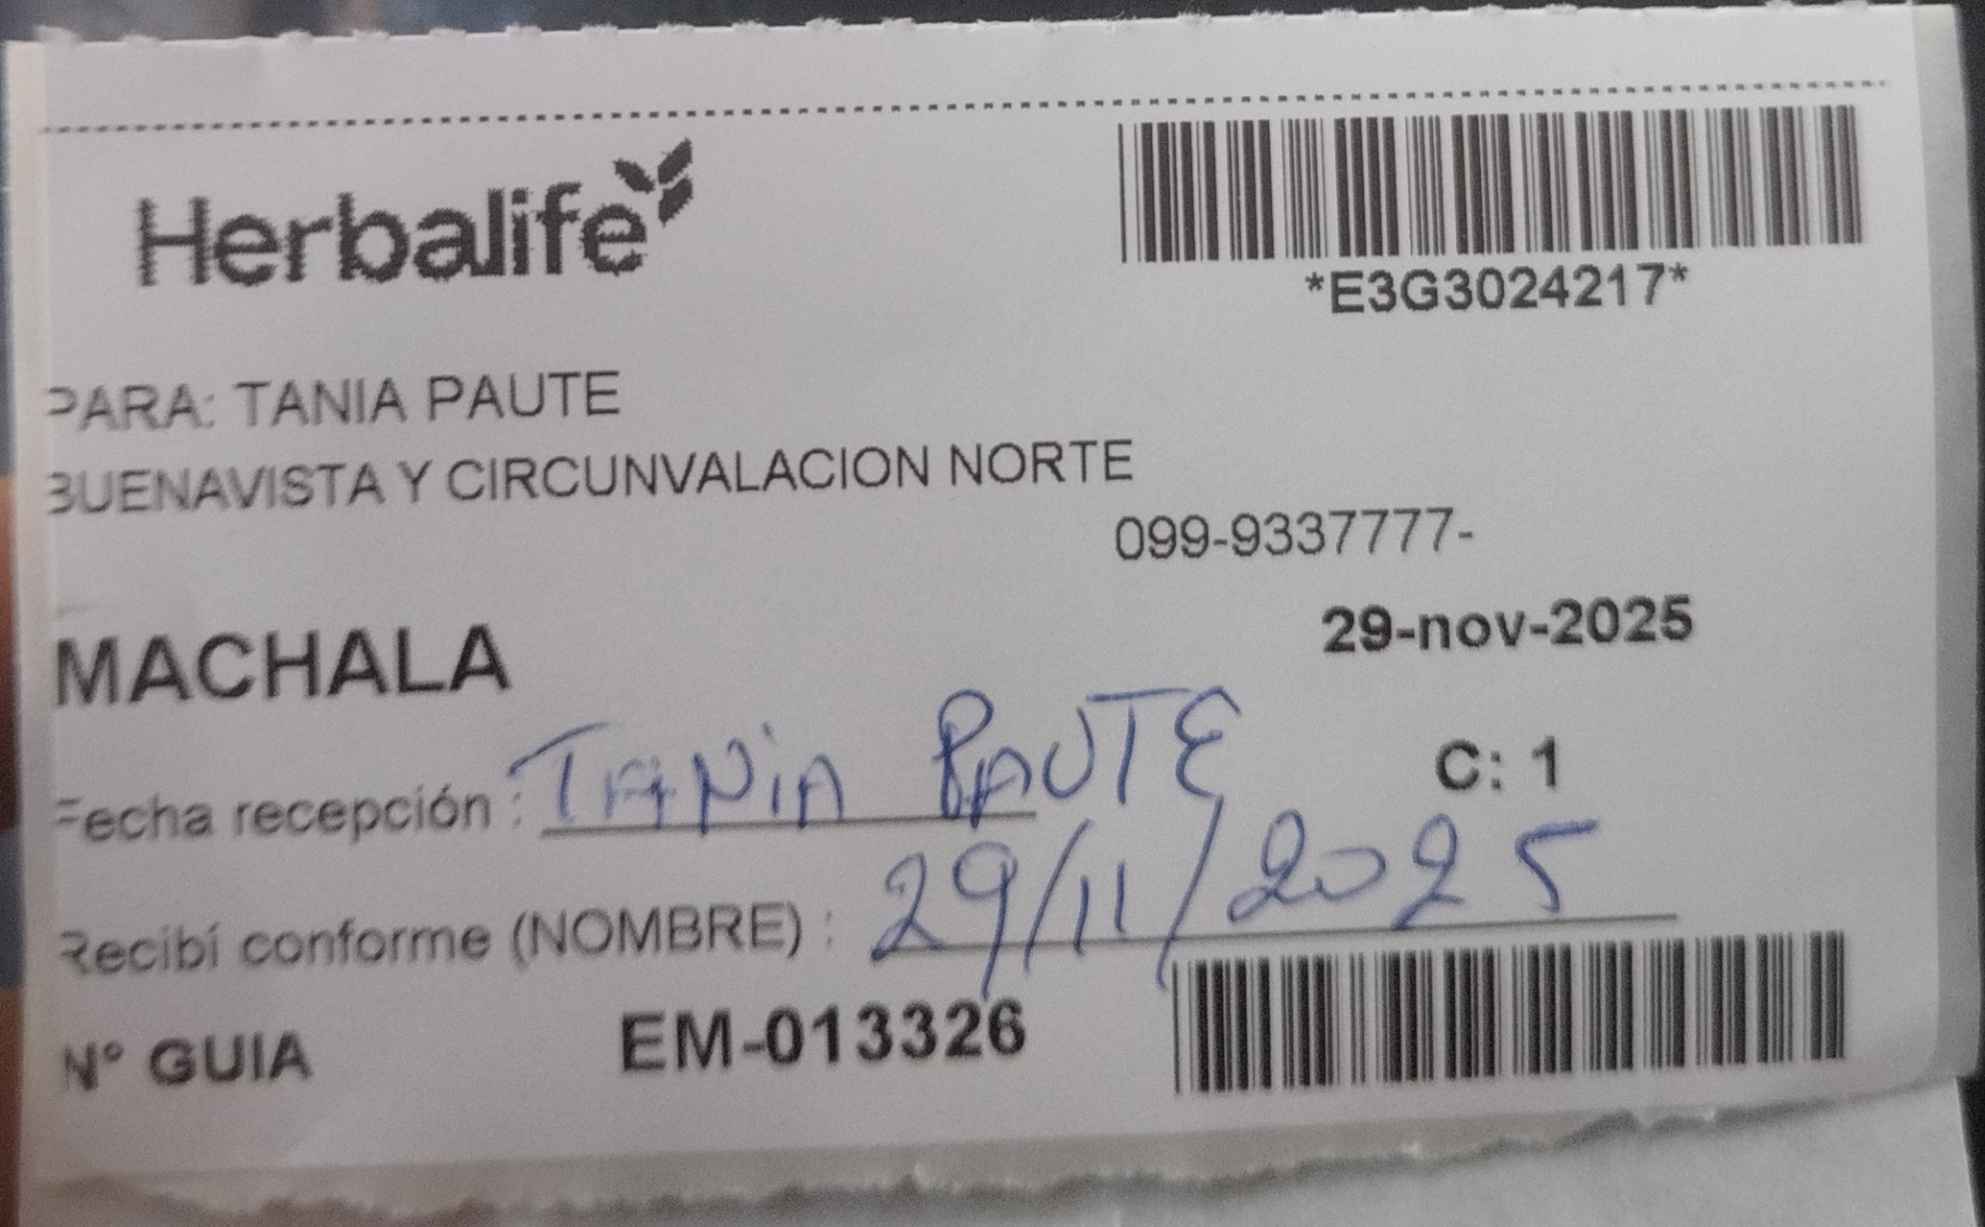 Herbalife
*E3G3024217*
PARA: TANIA PAUTE
BUENAVISTA Y CIRCUNVALACION NORTE
099-9337777-
29-nov-2025
MACHALA
C: 1
Fecha recepción : TANiA PAUTE
Recibí conforme (NOMBRE) : 29/11/2025
N° GUIA EM-013326